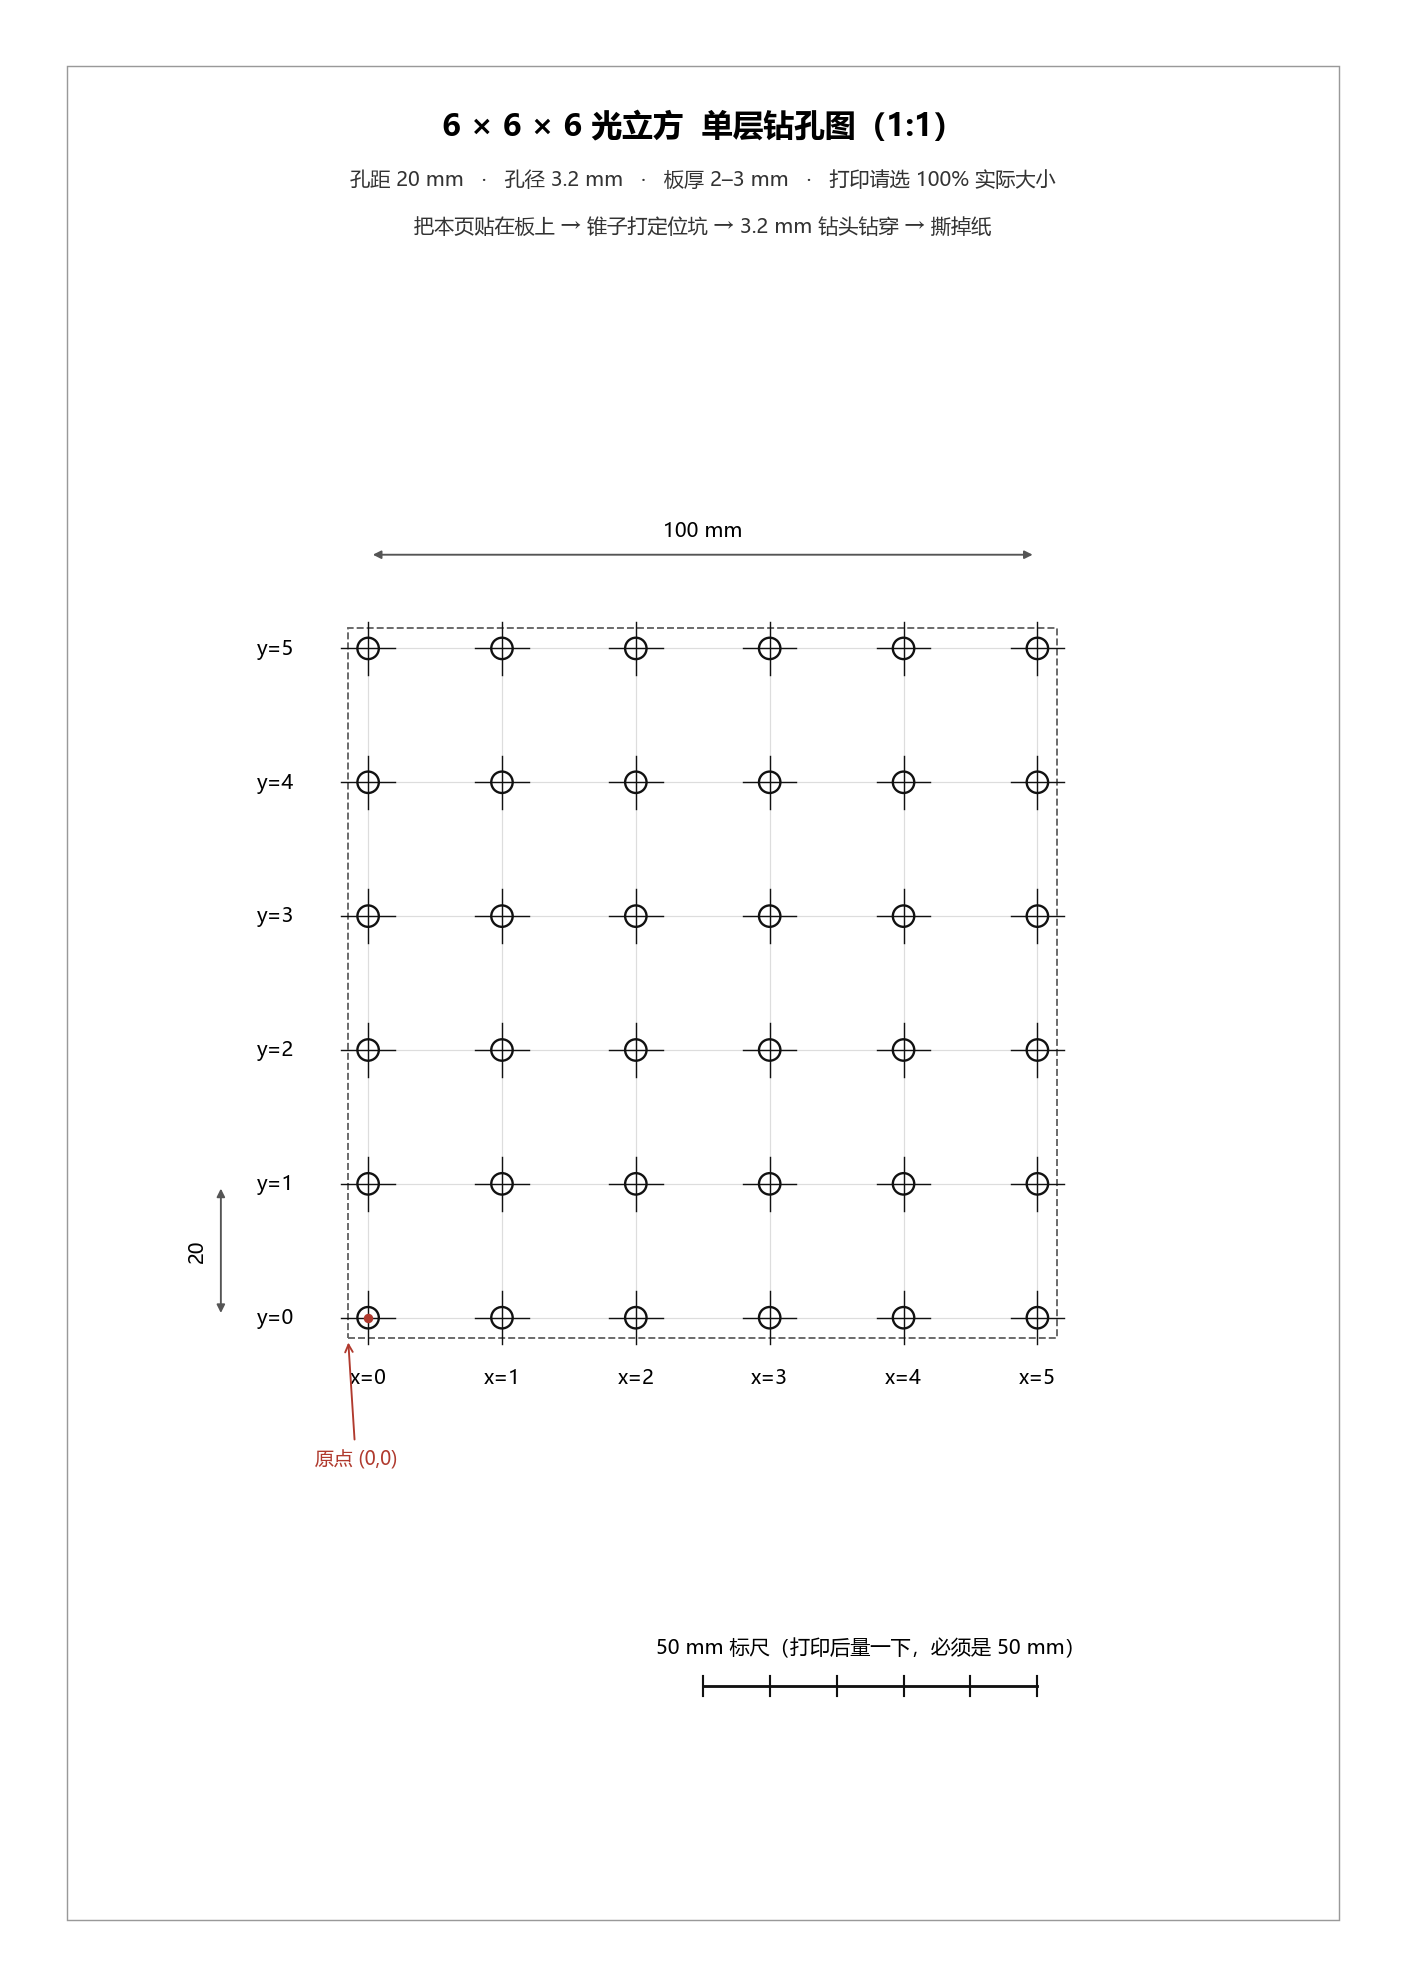 6 × 6 × 6 光立方 单层钻孔图（1:1）
孔距 20 mm · 孔径 3.2 mm · 板厚 2–3 mm · 打印请选 100% 实际大小
把本页贴在板上 → 锥子打定位坑 → 3.2 mm 钻头钻穿 → 撕掉纸
100 mm
y=5
y=4
y=3
y=2
y=1
20
y=0
x=0 x=1 x=2 x=3 x=4 x=5
原点 (0,0)
50 mm 标尺（打印后量一下，必须是 50 mm）